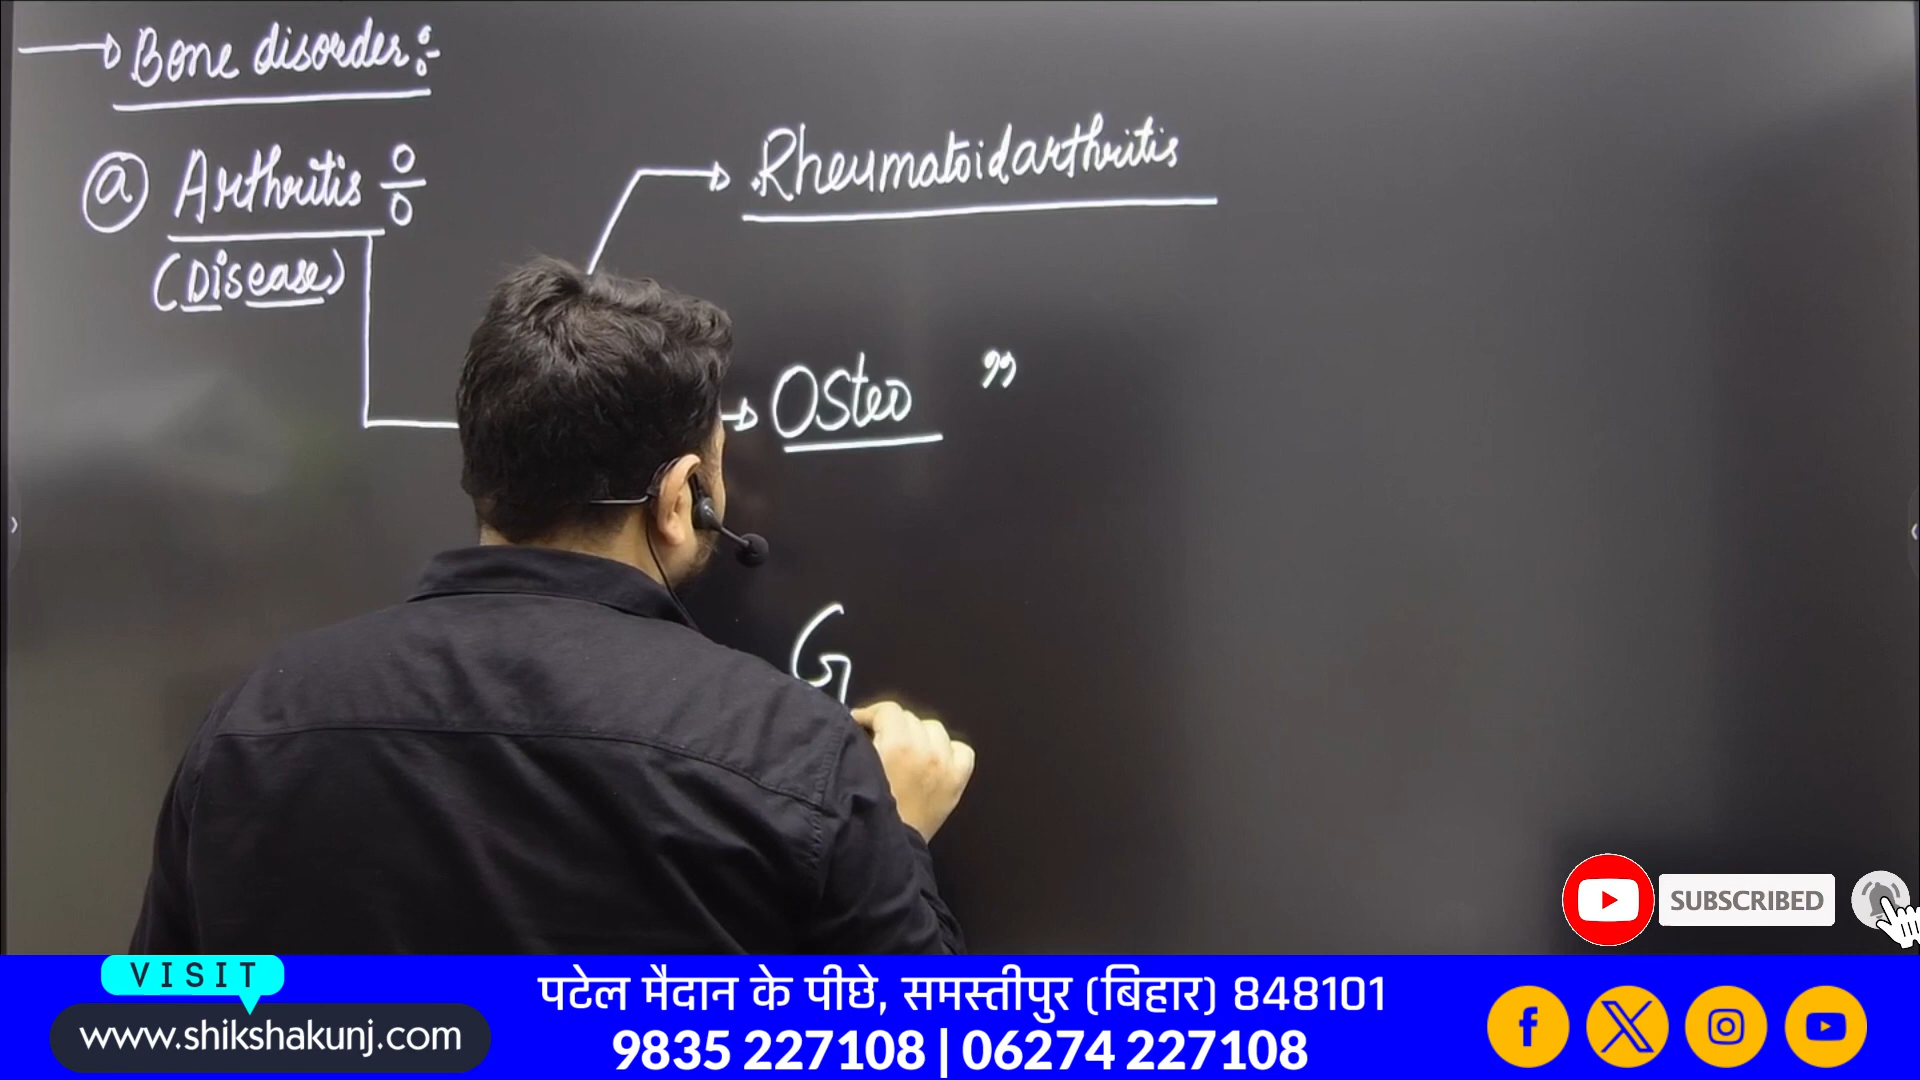 Bone disorder :-
(a) Arthritis ÷
(Disease)
Rheumatoid arthritis
Osteo "
G
SUBSCRIBED
VISIT
www.shikshakunj.com
पटेल मैदान के पीछे, समस्तीपुर (बिहार) 848101
9835 227108 | 06274 227108